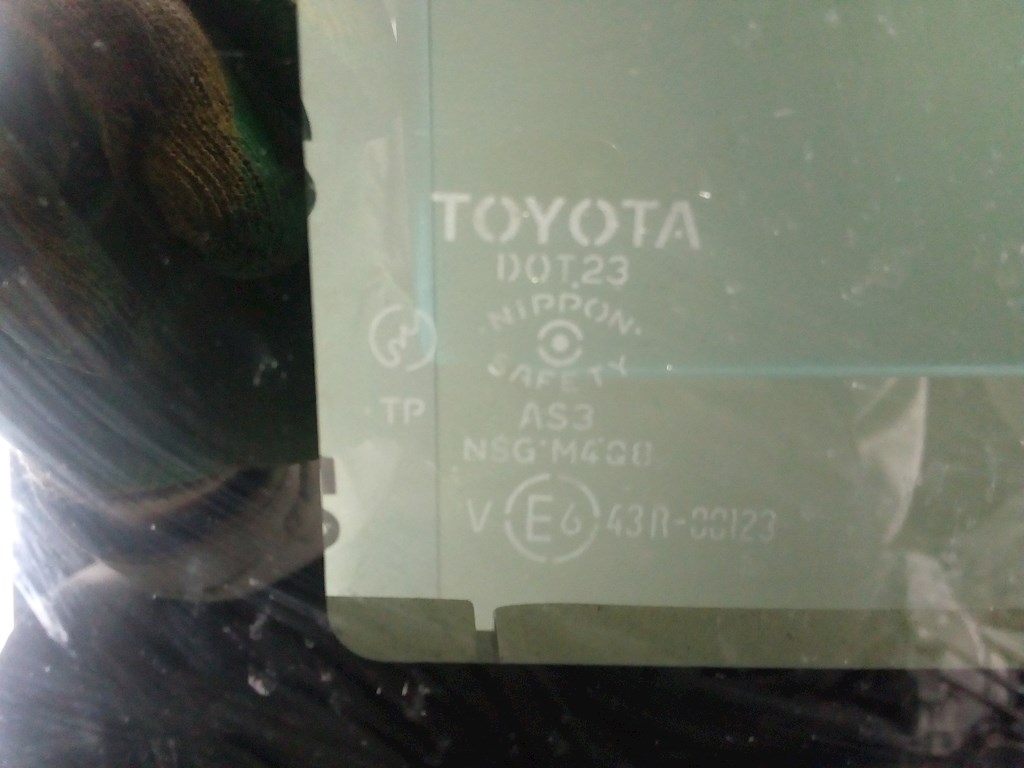 TOYOTA
DOT.23
NIPPON
SAFETY
TP
AS3
NSG M4Q8
V E6 43R-00123